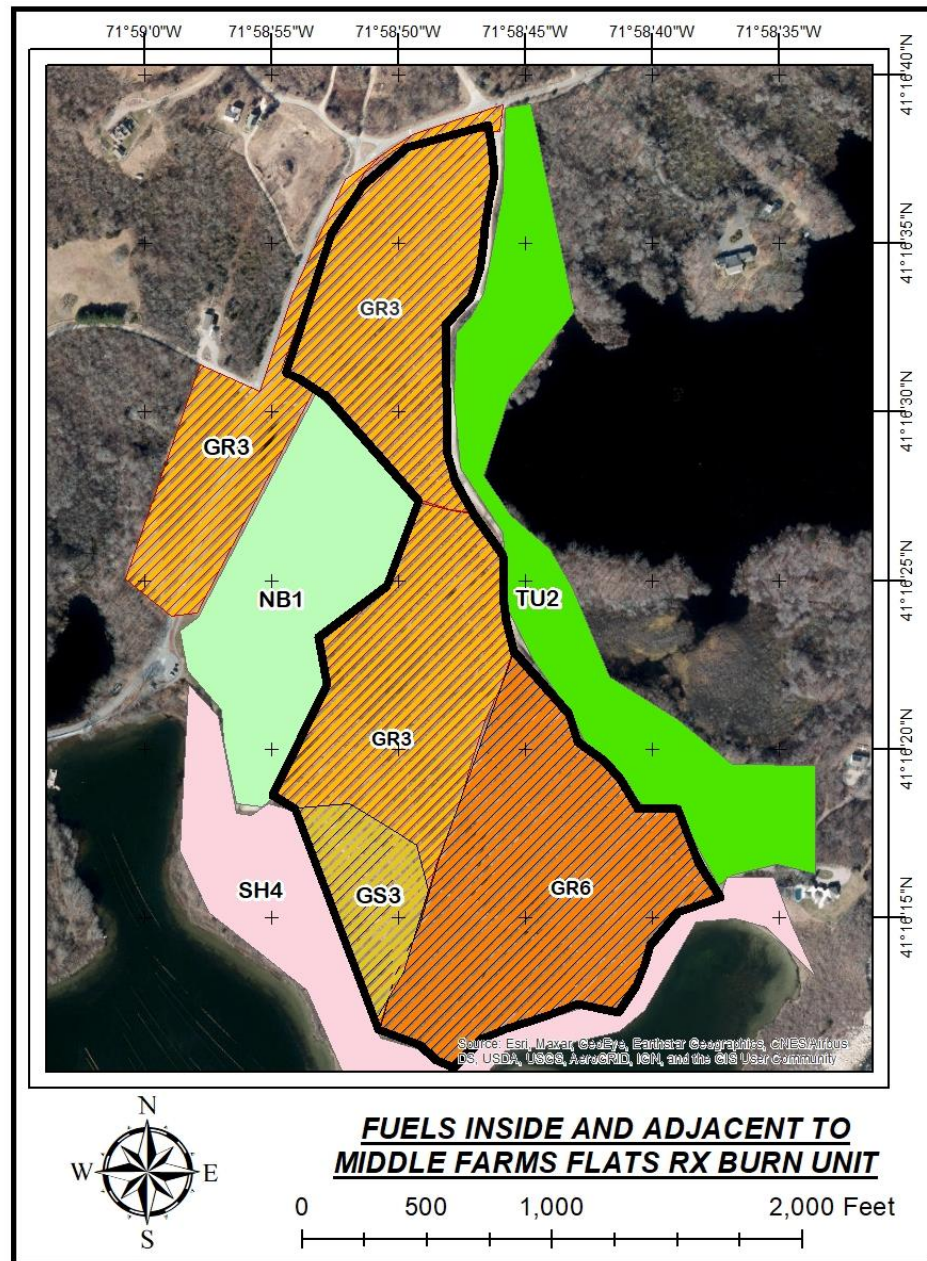 71°59'0"W 71°58'55"W 71°58'50"W 71°58'45"W 71°58'40"W 71°58'35"W
41°16'40"N
41°16'35"N
GR3
41°16'30"N
GR3
41°16'25"N
NB1
TU2
GR3
41°16'20"N
SH4
GS3
GR6
41°16'15"N
Source: Esri, Maxar, GeoEye, Earthstar Geographics, CNES/Airbus
DS, USDA, USGS, AeroGRID, IGN, and the GIS User Community
N
W E
S
FUELS INSIDE AND ADJACENT TO
MIDDLE FARMS FLATS RX BURN UNIT
0 500 1,000 2,000 Feet